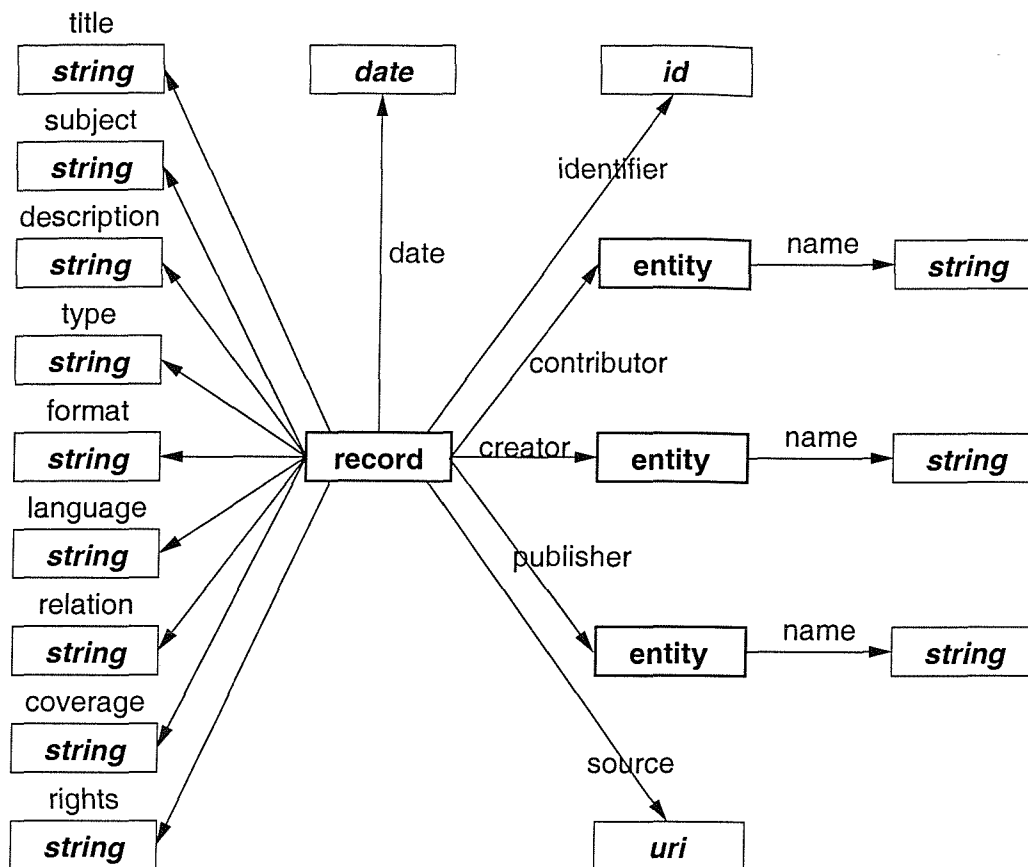 title
string
subject
string
description
string
type
string
format
string
language
string
relation
string
coverage
string
rights
string
date
date
record
id
identifier
entity
name
string
contributor
creator
entity
name
string
publisher
entity
name
string
source
uri